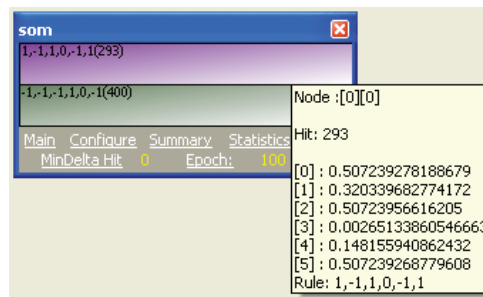 som
1,-1,1,0,-1,1(293)
-1,-1,-1,1,0,-1(400)
Main Configure Summary Statistics
MinDelta Hit 0 Epoch: 100
Node :[0][0]
Hit: 293
[0] : 0.507239278188679
[1] : 0.320339682774172
[2] : 0.50723956616205
[3] : 0.00265133860546663
[4] : 0.148155940862432
[5] : 0.507239268779608
Rule: 1,-1,1,0,-1,1